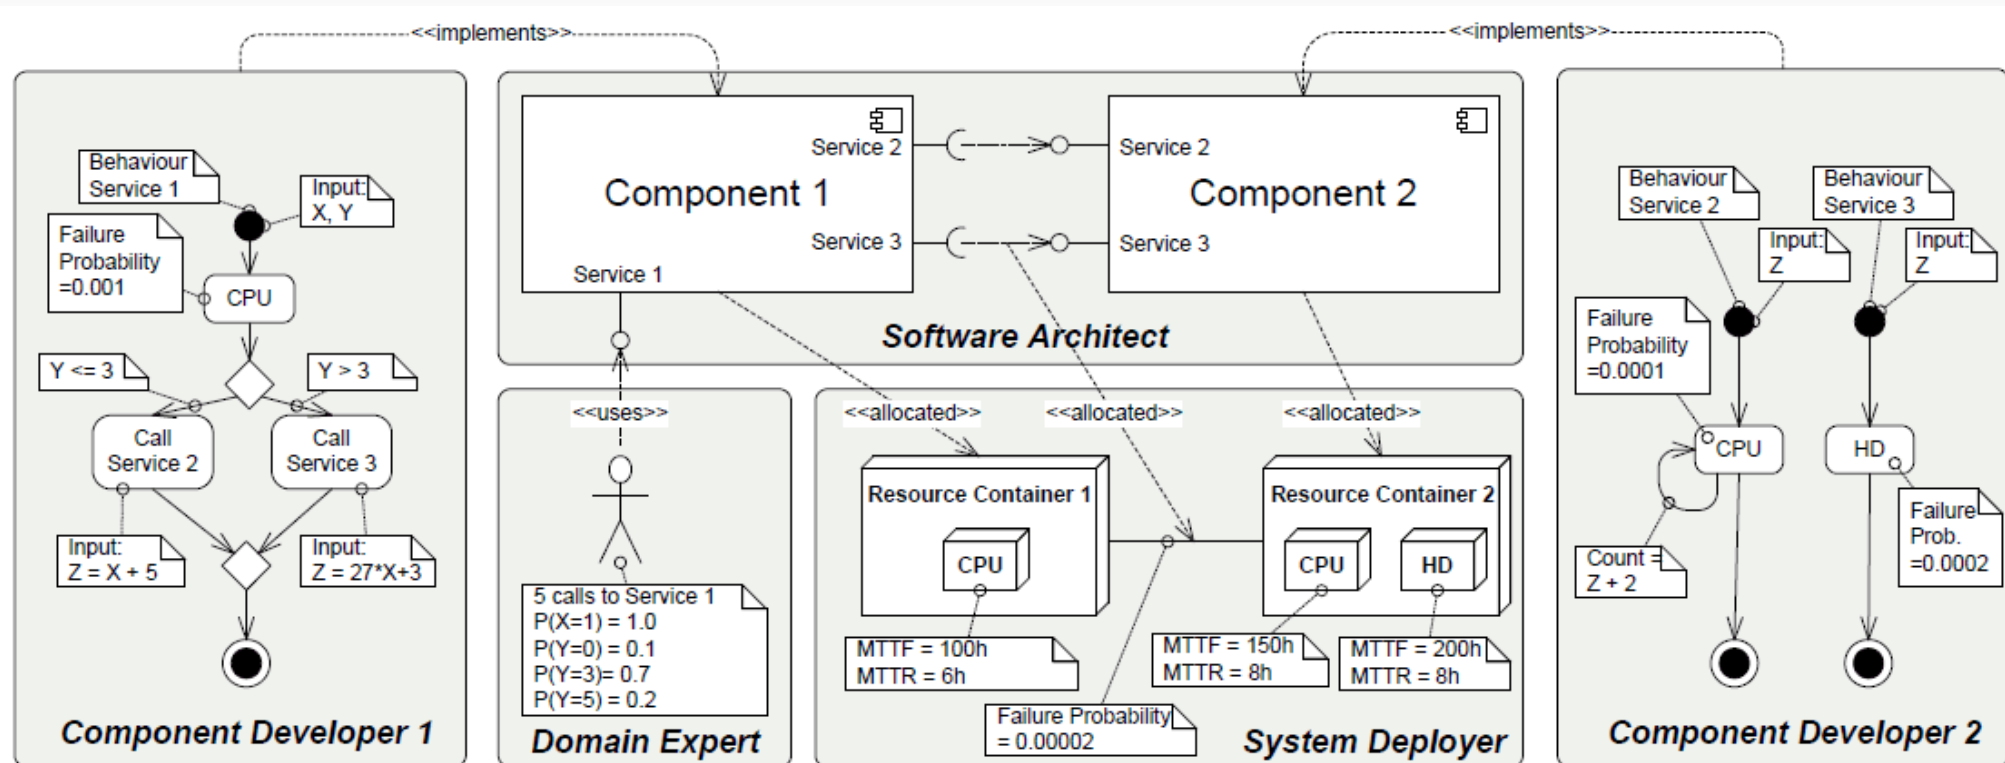 <<implements>>
<<implements>>
Behaviour
Service 1
Input:
X, Y
Failure
Probability
=0.001
CPU
Y <= 3
Y > 3
Call
Service 2
Call
Service 3
Input:
Z = X + 5
Input:
Z = 27*X+3
Component Developer 1
Service 2
Component 1
Service 3
Service 1
Service 2
Component 2
Service 3
Software Architect
<<uses>>
5 calls to Service 1
P(X=1) = 1.0
P(Y=0) = 0.1
P(Y=3)= 0.7
P(Y=5) = 0.2
Domain Expert
<<allocated>>
<<allocated>>
<<allocated>>
Resource Container 1
CPU
Resource Container 2
CPU
HD
MTTF = 100h
MTTR = 6h
MTTF = 150h
MTTR = 8h
MTTF = 200h
MTTR = 8h
Failure Probability
= 0.00002
System Deployer
Behaviour
Service 2
Behaviour
Service 3
Input:
Z
Input:
Z
Failure
Probability
=0.0001
CPU
HD
Count =
Z + 2
Failure
Prob.
=0.0002
Component Developer 2